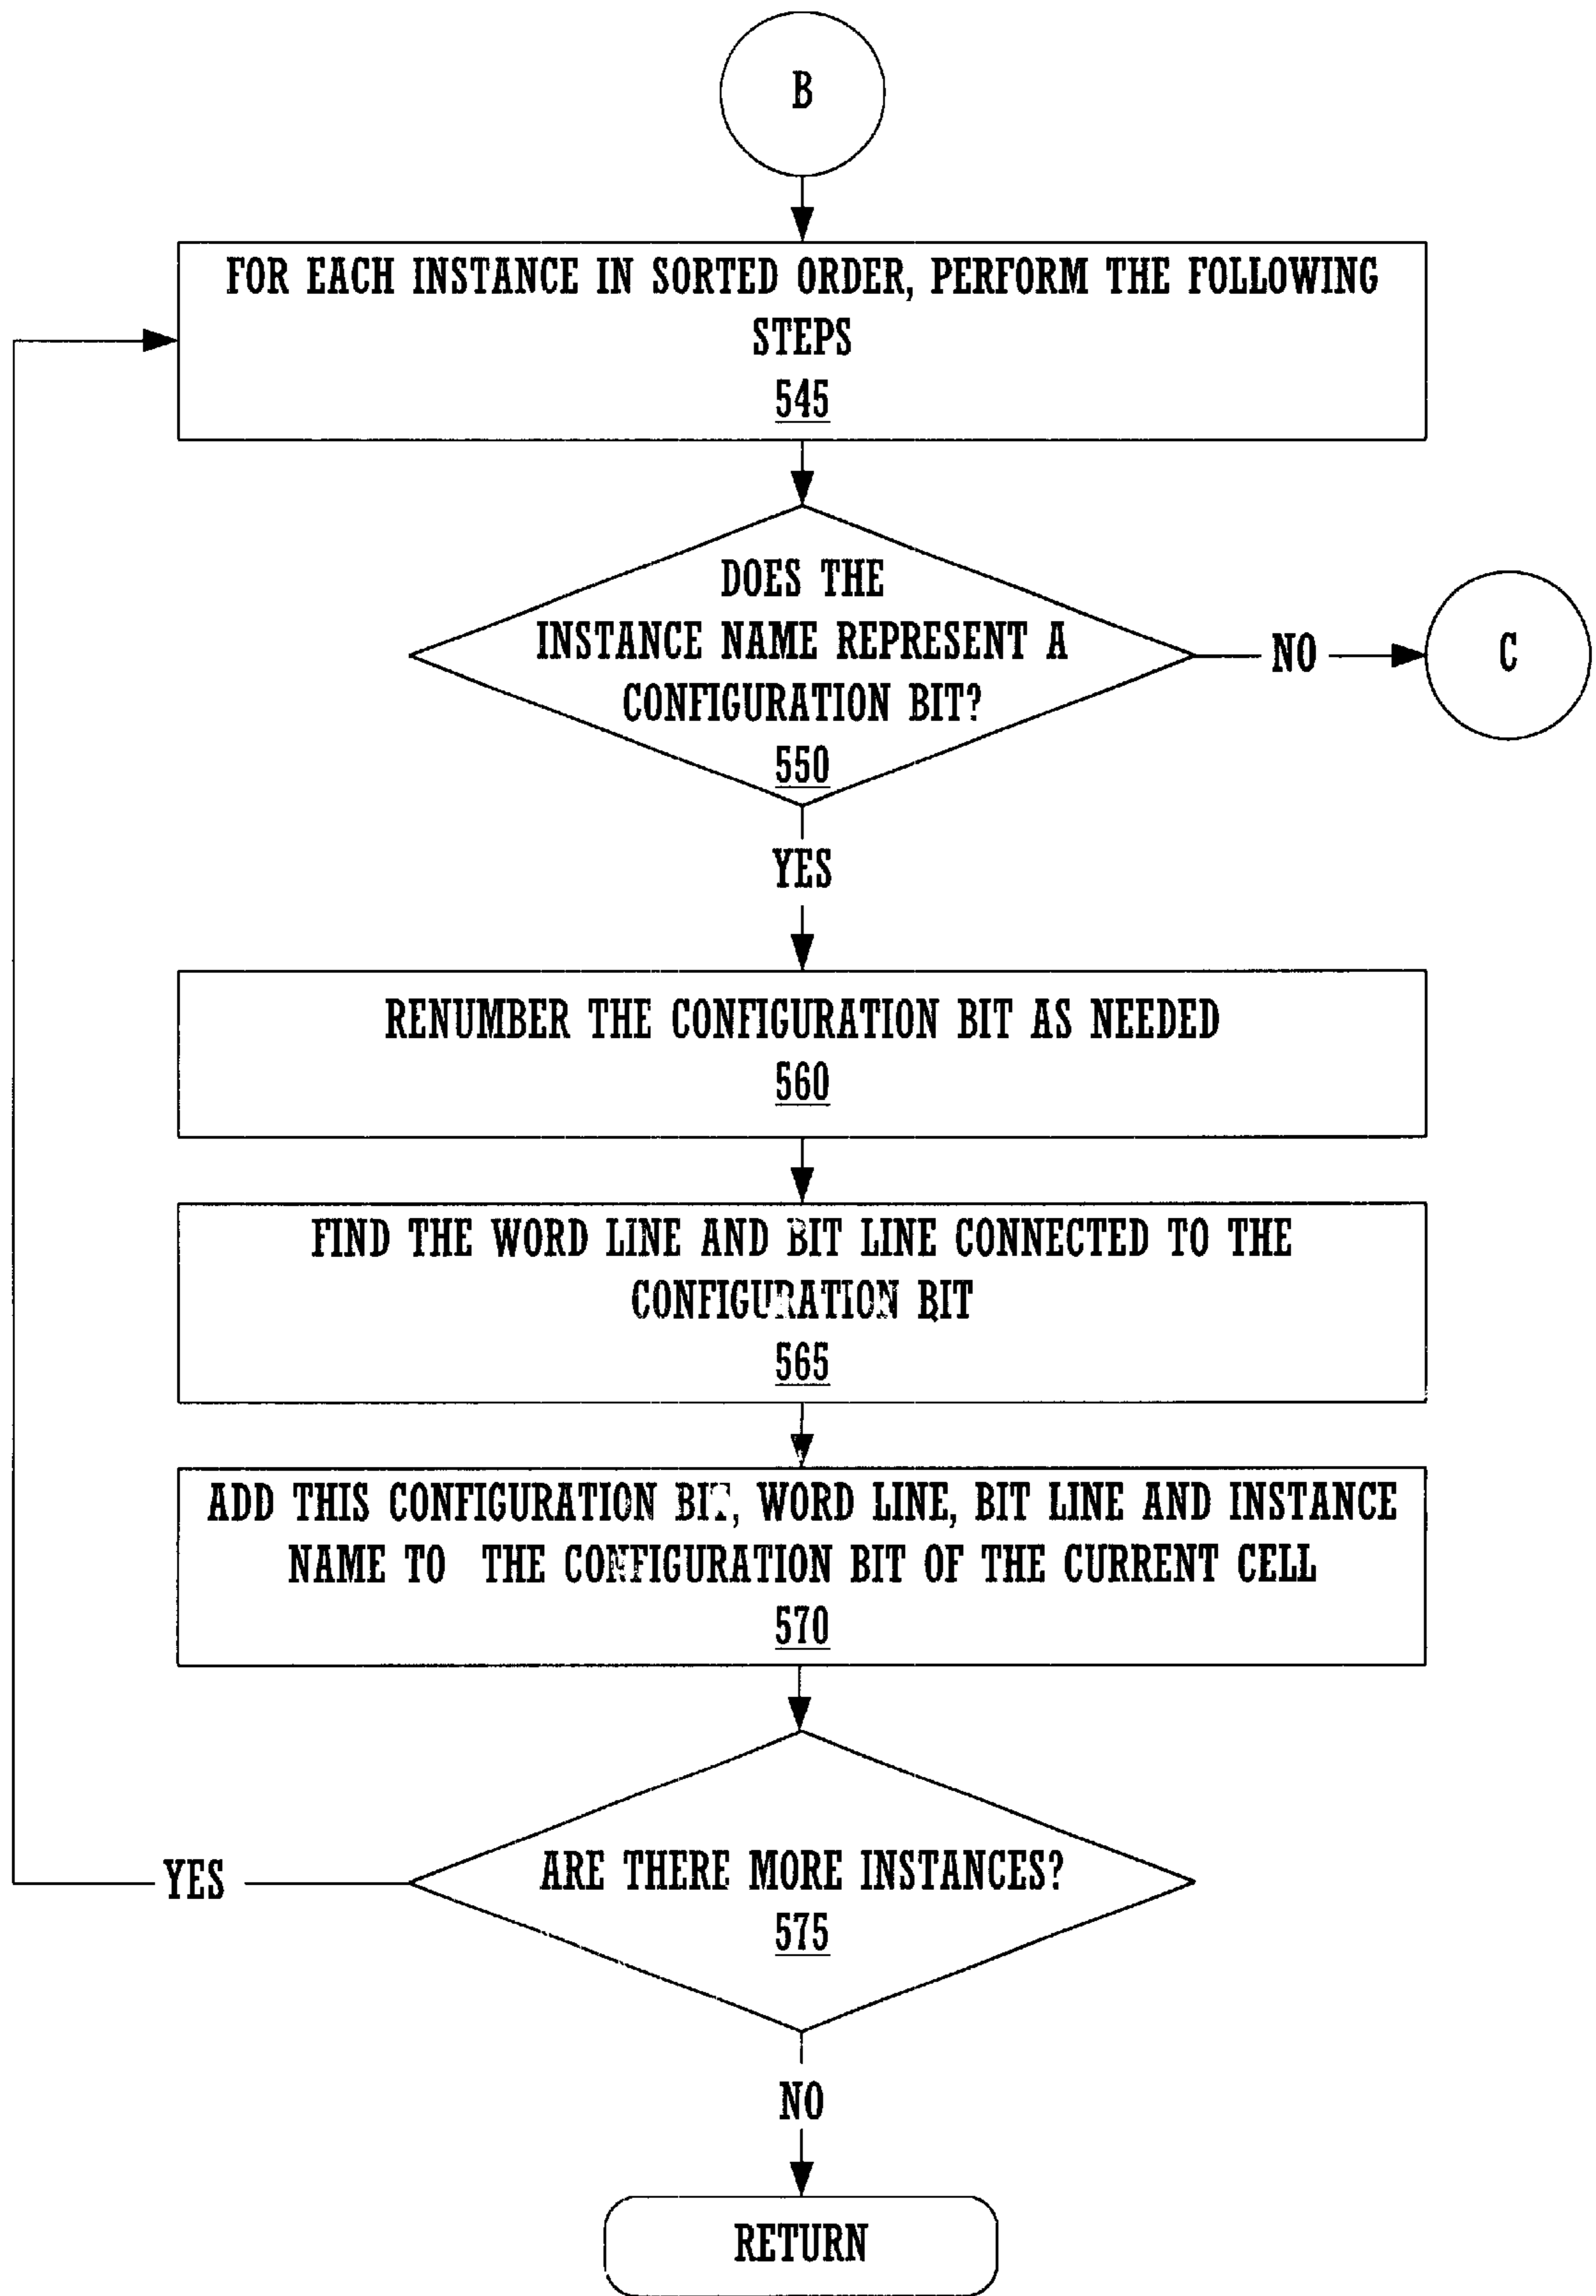 B
FOR EACH INSTANCE IN SORTED ORDER, PERFORM THE FOLLOWING
STEPS
545
DOES THE
INSTANCE NAME REPRESENT A
CONFIGURATION BIT?
550
NO
C
YES
RENUMBER THE CONFIGURATION BIT AS NEEDED
560
FIND THE WORD LINE AND BIT LINE CONNECTED TO THE
CONFIGURATION BIT
565
ADD THIS CONFIGURATION BIT, WORD LINE, BIT LINE AND INSTANCE
NAME TO THE CONFIGURATION BIT OF THE CURRENT CELL
570
ARE THERE MORE INSTANCES?
575
YES
NO
RETURN